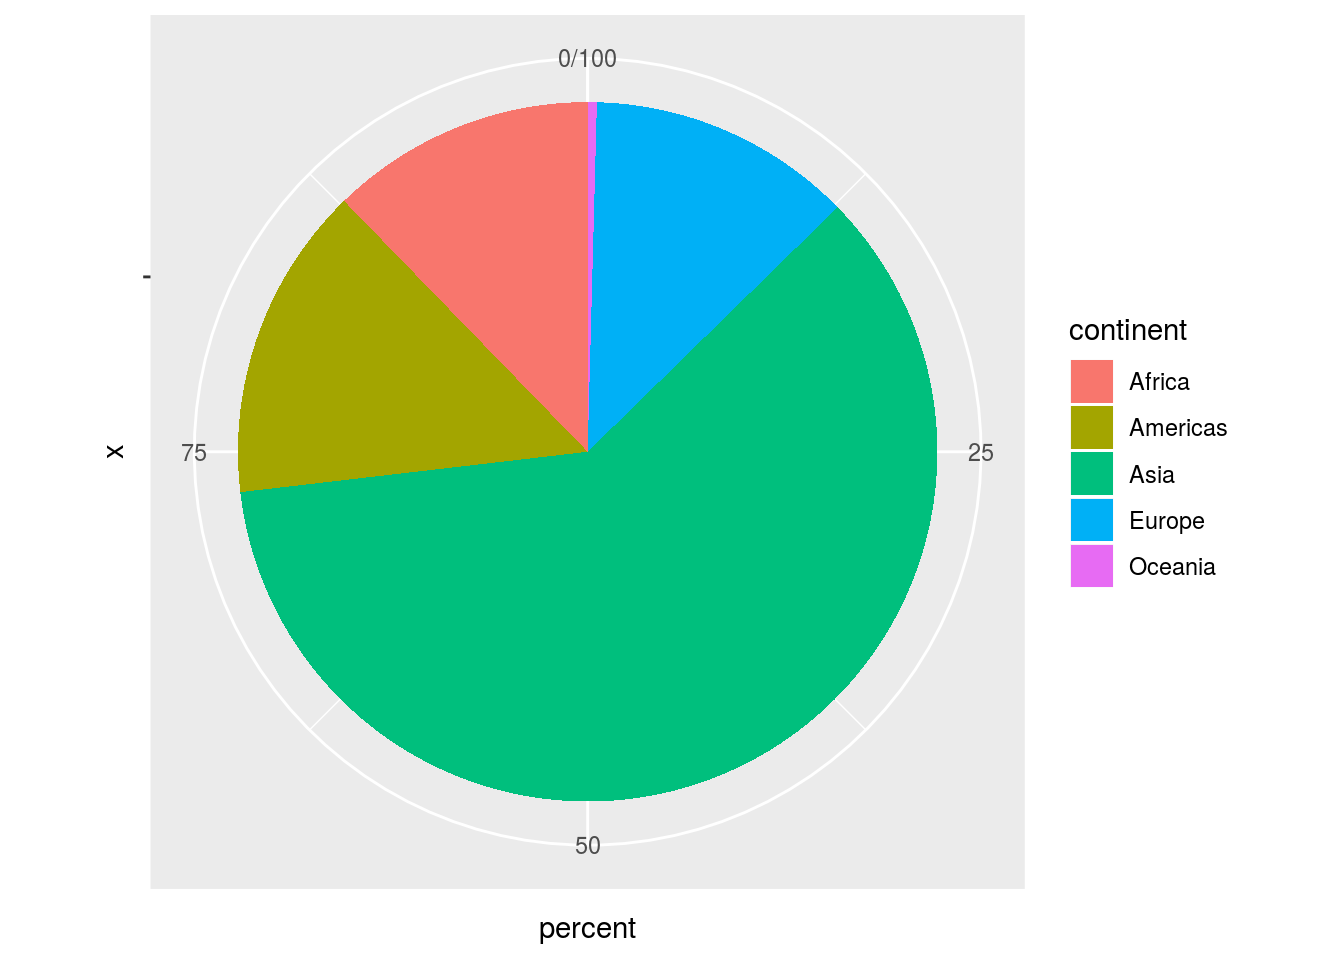 0/100
75
25
50
x
percent
continent
Africa
Americas
Asia
Europe
Oceania